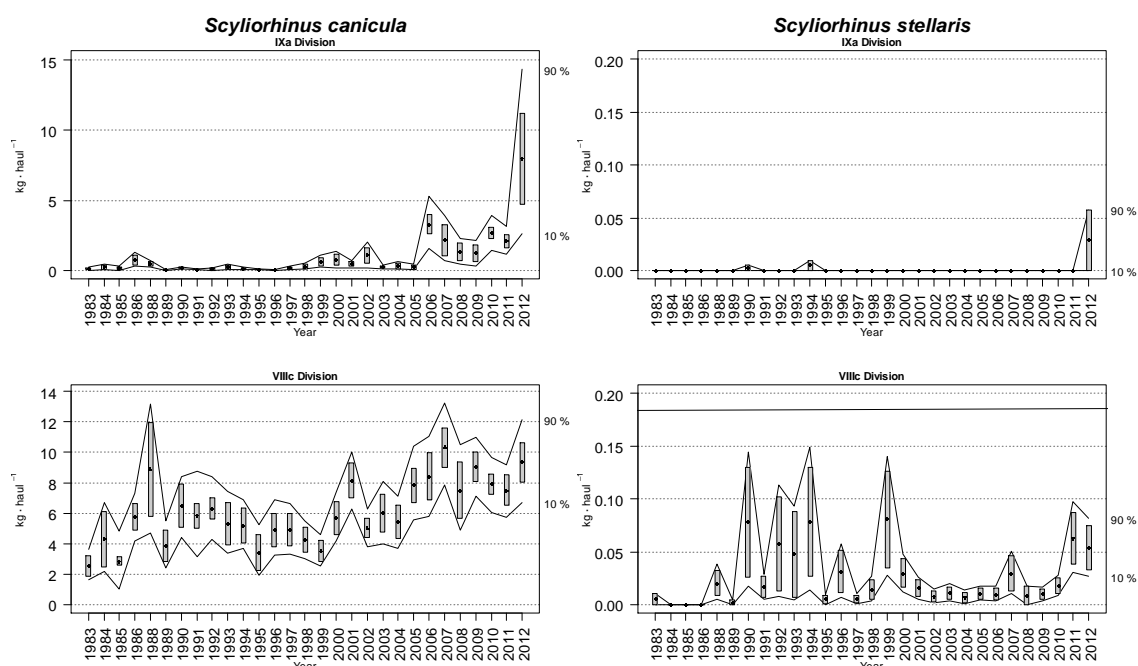 Scyliorhinus canicula
IXa Division
15
10
5
0
kg · haul⁻¹
90 %
10 %
1983 1984 1985 1986 1988 1989 1990 1991 1992 1993 1994 1995 1996 1997 1998 1999 2000 2001 2002 2003 2004 2005 2006 2007 2008 2009 2010 2011 2012
Year
Scyliorhinus stellaris
IXa Division
0.20
0.15
0.10
0.05
0.00
kg · haul⁻¹
90 %
10 %
1983 1984 1985 1986 1988 1989 1990 1991 1992 1993 1994 1995 1996 1997 1998 1999 2000 2001 2002 2003 2004 2005 2006 2007 2008 2009 2010 2011 2012
Year
VIIIc Division
14
12
10
8
6
4
2
0
kg · haul⁻¹
90 %
10 %
1983 1984 1985 1986 1988 1989 1990 1991 1992 1993 1994 1995 1996 1997 1998 1999 2000 2001 2002 2003 2004 2005 2006 2007 2008 2009 2010 2011 2012
Year
VIIIc Division
0.20
0.15
0.10
0.05
0.00
kg · haul⁻¹
90 %
10 %
1983 1984 1985 1986 1988 1989 1990 1991 1992 1993 1994 1995 1996 1997 1998 1999 2000 2001 2002 2003 2004 2005 2006 2007 2008 2009 2010 2011 2012
Year